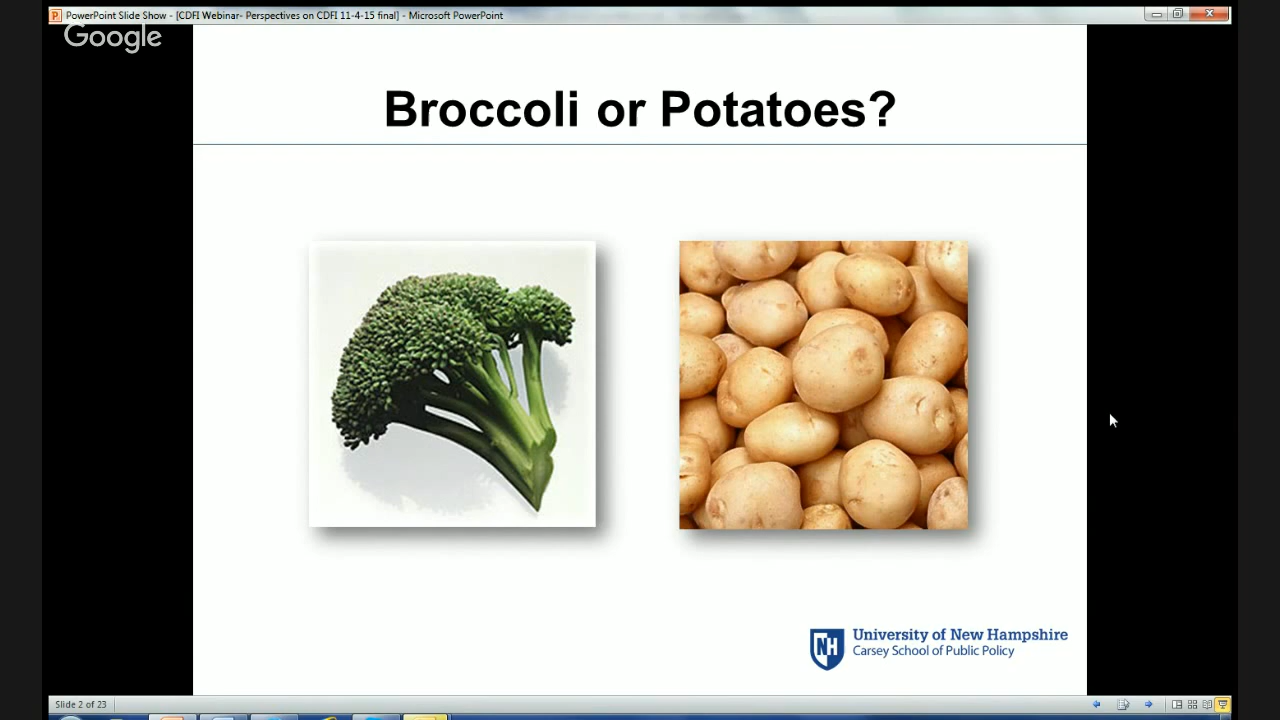 PowerPoint Slide Show - [CDFI Webinar- Perspectives on CDFI 11-4-15 final] - Microsoft PowerPoint
Google
Broccoli or Potatoes?
NH
University of New Hampshire
Carsey School of Public Policy
Slide 2 of 23